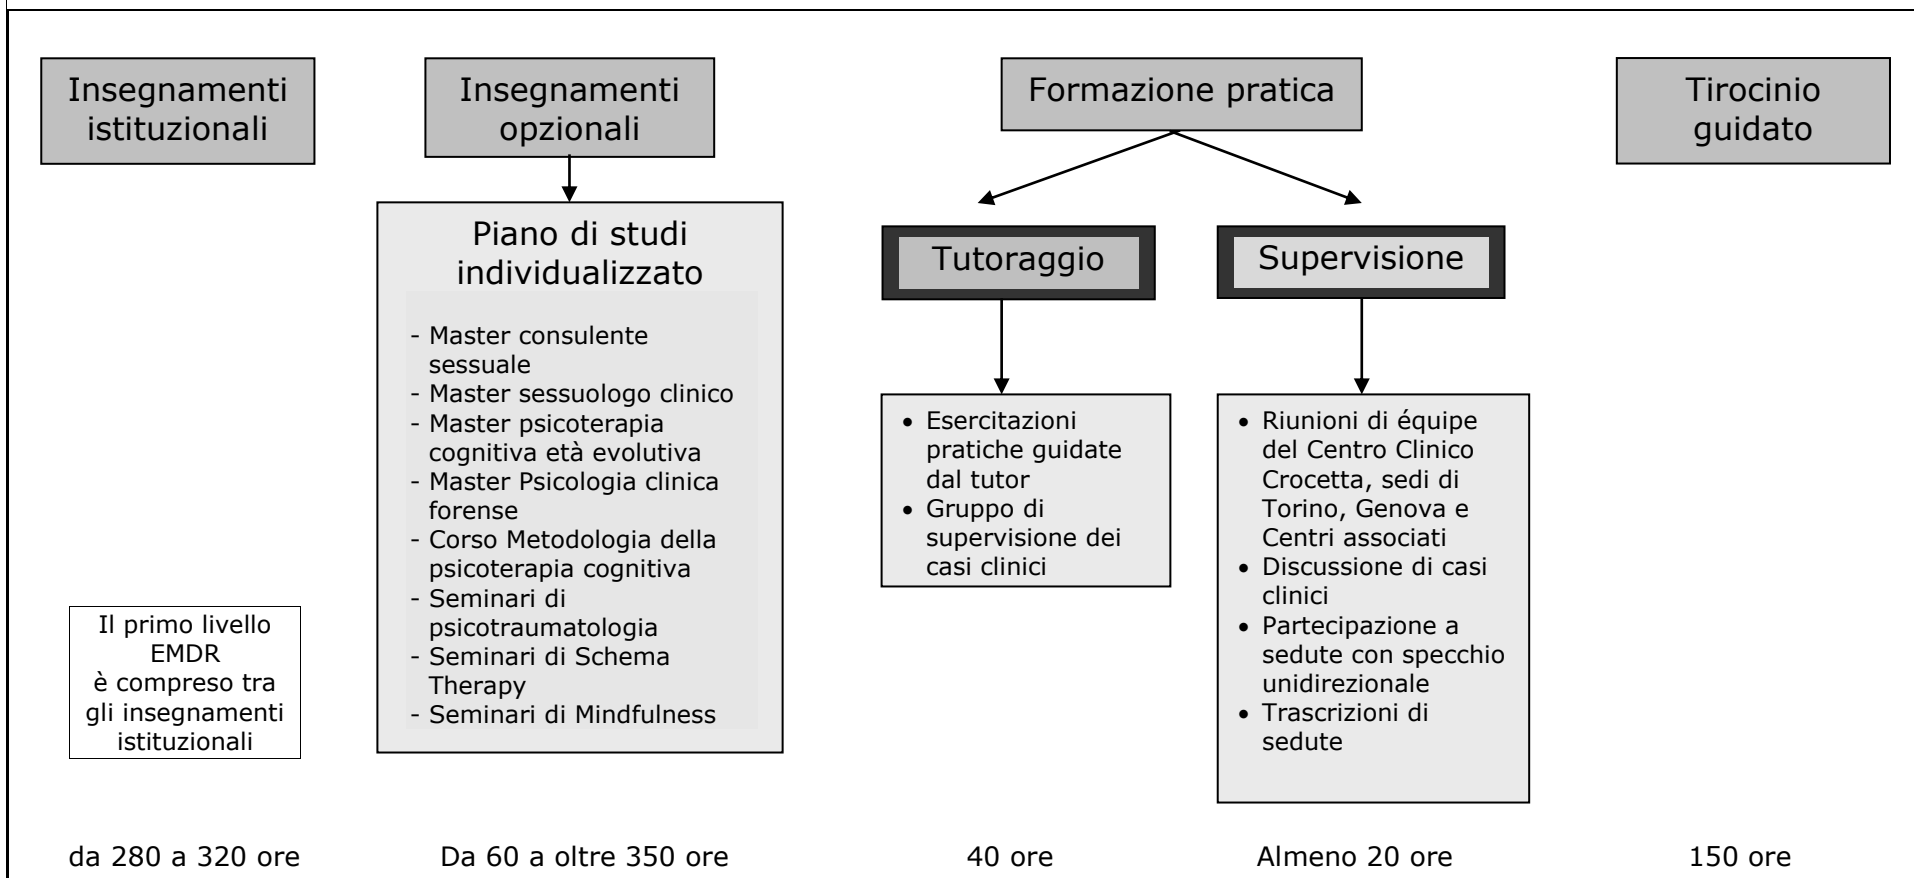 Insegnamenti
istituzionali
Insegnamenti
opzionali
Formazione pratica
Tirocinio
guidato
Piano di studi
individualizzato
- Master consulente
sessuale
- Master sessuologo clinico
- Master psicoterapia
cognitiva età evolutiva
- Master Psicologia clinica
forense
- Corso Metodologia della
psicoterapia cognitiva
- Seminari di
psicotraumatologia
- Seminari di Schema
Therapy
- Seminari di Mindfulness
Tutoraggio
Supervisione
• Esercitazioni
pratiche guidate
dal tutor
• Gruppo di
supervisione dei
casi clinici
• Riunioni di équipe
del Centro Clinico
Crocetta, sedi di
Torino, Genova e
Centri associati
• Discussione di casi
clinici
• Partecipazione a
sedute con specchio
unidirezionale
• Trascrizioni di
sedute
Il primo livello
EMDR
è compreso tra
gli insegnamenti
istituzionali
da 280 a 320 ore
Da 60 a oltre 350 ore
40 ore
Almeno 20 ore
150 ore